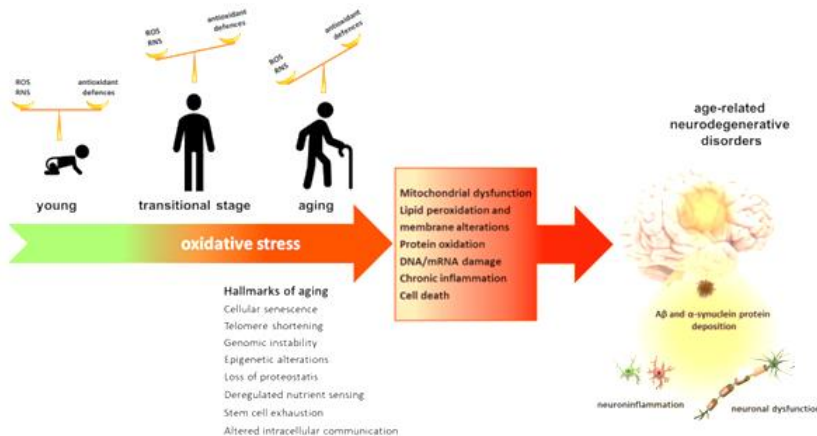 ROS
RNS
antioxidant
defences
ROS
RNS
antioxidant
defences
ROS
RNS
antioxidant
defences
young
transitional stage
aging
oxidative stress
Hallmarks of aging
Cellular senescence
Telomere shortening
Genomic instability
Epigenetic alterations
Loss of proteostatis
Deregulated nutrient sensing
Stem cell exhaustion
Altered intracellular communication
Mitochondrial dysfunction
Lipid peroxidation and
membrane alterations
Protein oxidation
DNA/mRNA damage
Chronic inflammation
Cell death
age-related
neurodegenerative
disorders
Aβ and α-synuclein protein
deposition
neuroinflammation
neuronal dysfunction